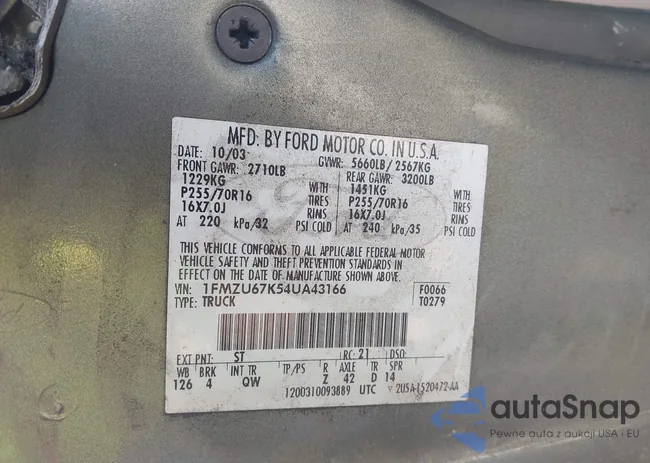 MFD. BY FORD MOTOR CO. IN U.S.A.
DATE: 10/03 GVWR: 5660LB/2567KG
FRONT GAWR: 2710LB REAR GAWR: 3200LB
1229KG WITH 1451KG WITH
P255/70R16 TIRES P255/70R16 TIRES
16X7.0J RIMS 16X7.0J RIMS
AT 220 kPa/32 PSI COLD AT 240 kPa/35 PSI COLD
THIS VEHICLE CONFORMS TO ALL APPLICABLE FEDERAL MOTOR
VEHICLE SAFETY AND THEFT PREVENTION STANDARDS IN
EFFECT ON THE DATE OF MANUFACTURE SHOWN ABOVE.
VIN: 1FMZU67K54UA43166 F0066
TYPE: TRUCK T0279
EXT PNT: ST RC: 21 DSO:
WB BRK INT TR TP/PS R AXLE TR SPR
126 4 QW Z 42 D 14
1200310093889 UTC 2U5A-1520472-AA
autoSnap
Pewne auta z aukcji USA i EU